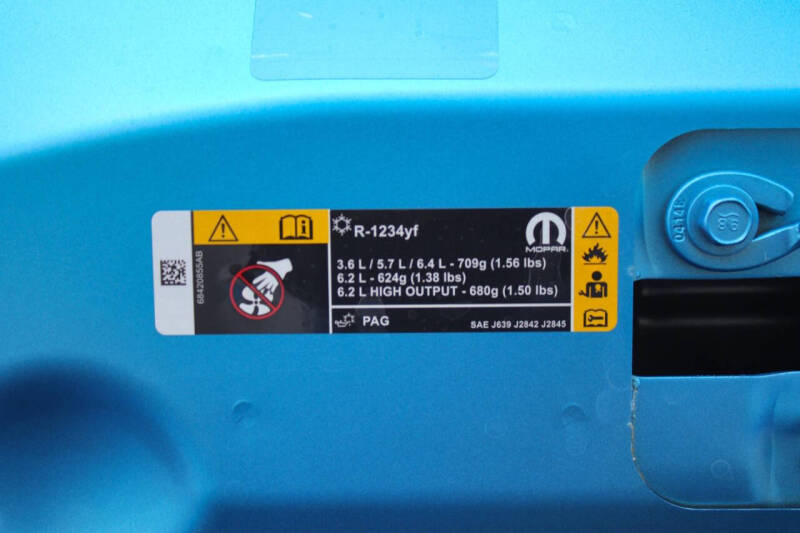 68420855AB
R-1234yf
MOPAR
3.6 L / 5.7 L / 6.4 L - 709g (1.56 lbs)
6.2 L - 624g (1.38 lbs)
6.2 L HIGH OUTPUT - 680g (1.50 lbs)
PAG
SAE J639 J2842 J2845